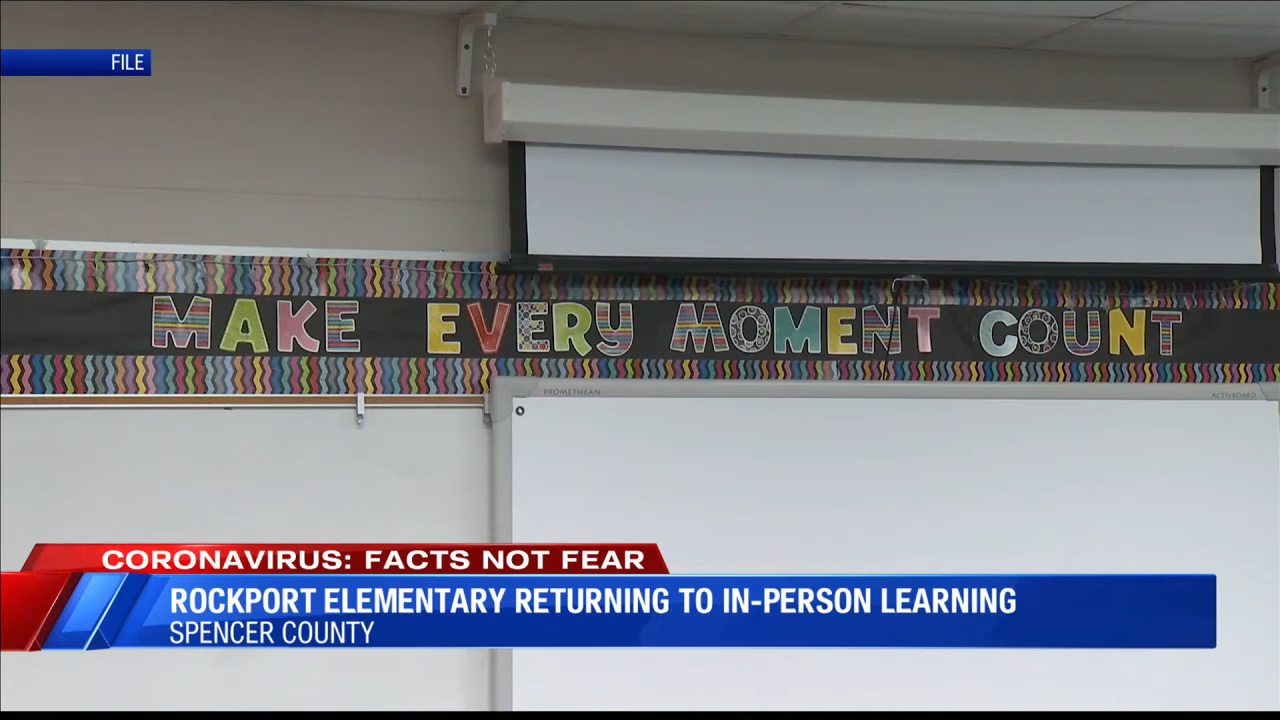 FILE
MAKE EVERY MOMENT COUNT
PROMETHEAN
ACTIVBOARD
CORONAVIRUS: FACTS NOT FEAR
ROCKPORT ELEMENTARY RETURNING TO IN-PERSON LEARNING
SPENCER COUNTY